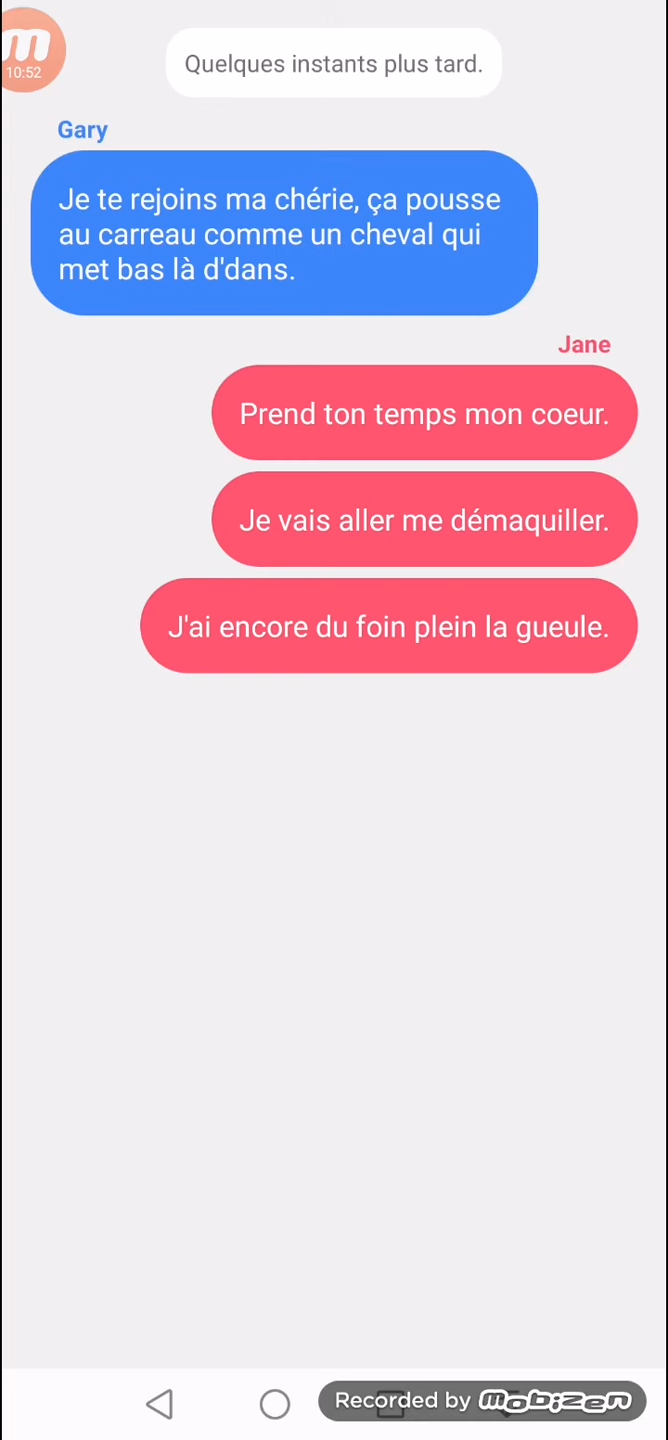 m
10:52
Quelques instants plus tard.
Gary
Je te rejoins ma chérie, ça pousse
au carreau comme un cheval qui
met bas là d'dans.
Jane
Prend ton temps mon coeur.
Je vais aller me démaquiller.
J'ai encore du foin plein la gueule.
Recorded by mobizen